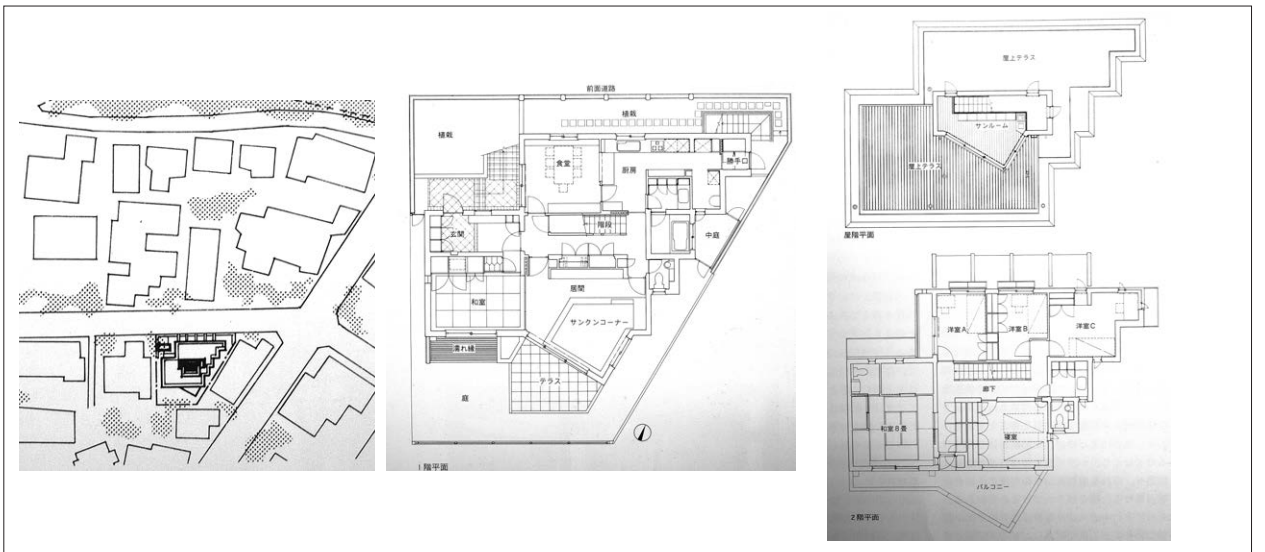 前面道路
植栽
植栽
食堂
厨房
勝手口
玄関
階段
中庭
和室
居間
サンクンコーナー
濡れ縁
テラス
庭
1階平面
屋上テラス
サンルーム
屋上テラス
屋階平面
洋室A
洋室B
洋室C
廊下
和室8畳
寝室
バルコニー
2階平面